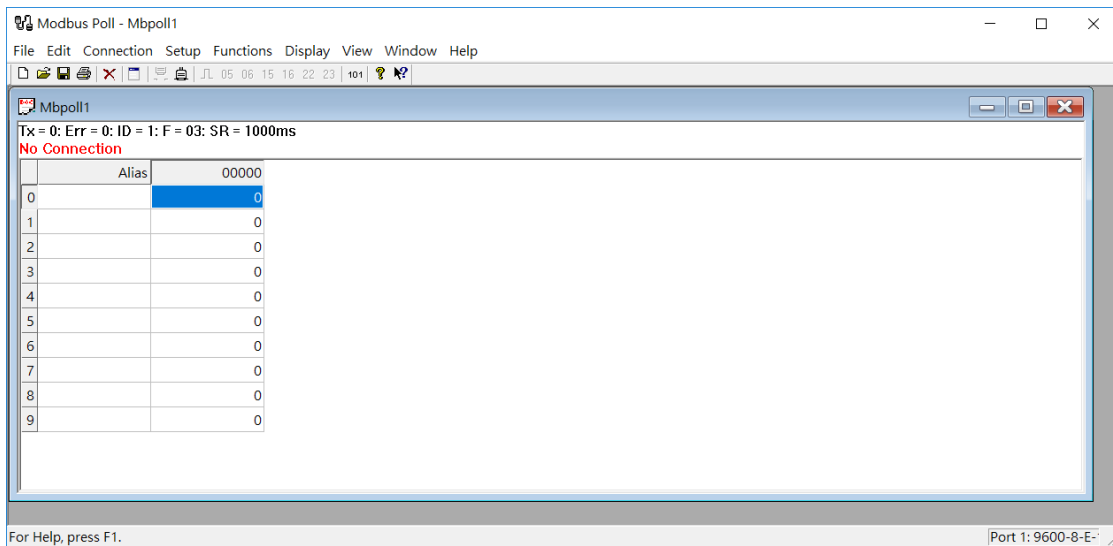 Modbus Poll - Mbpoll1
File Edit Connection Setup Functions Display View Window Help
05 06 15 16 22 23 101
Mbpoll1
Tx = 0: Err = 0: ID = 1: F = 03: SR = 1000ms
No Connection
Alias 00000
0 0
1 0
2 0
3 0
4 0
5 0
6 0
7 0
8 0
9 0
For Help, press F1. Port 1: 9600-8-E-